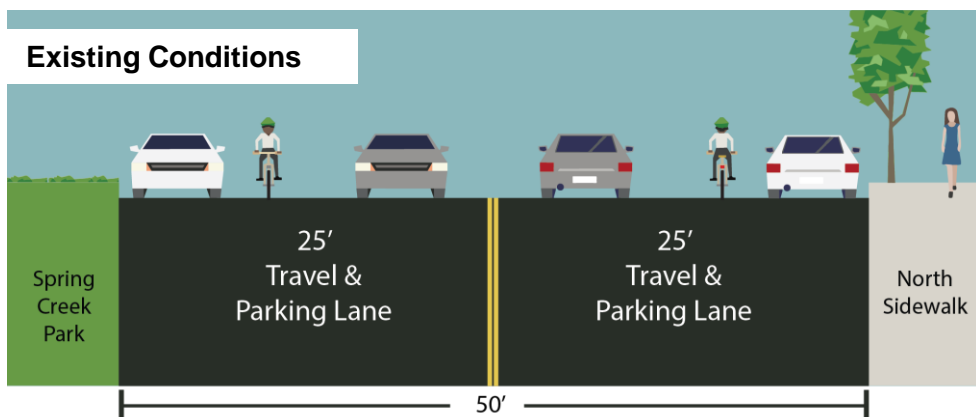 Existing Conditions
25’
Travel &
Parking Lane
25’
Travel &
Parking Lane
Spring
Creek
Park
North
Sidewalk
50’